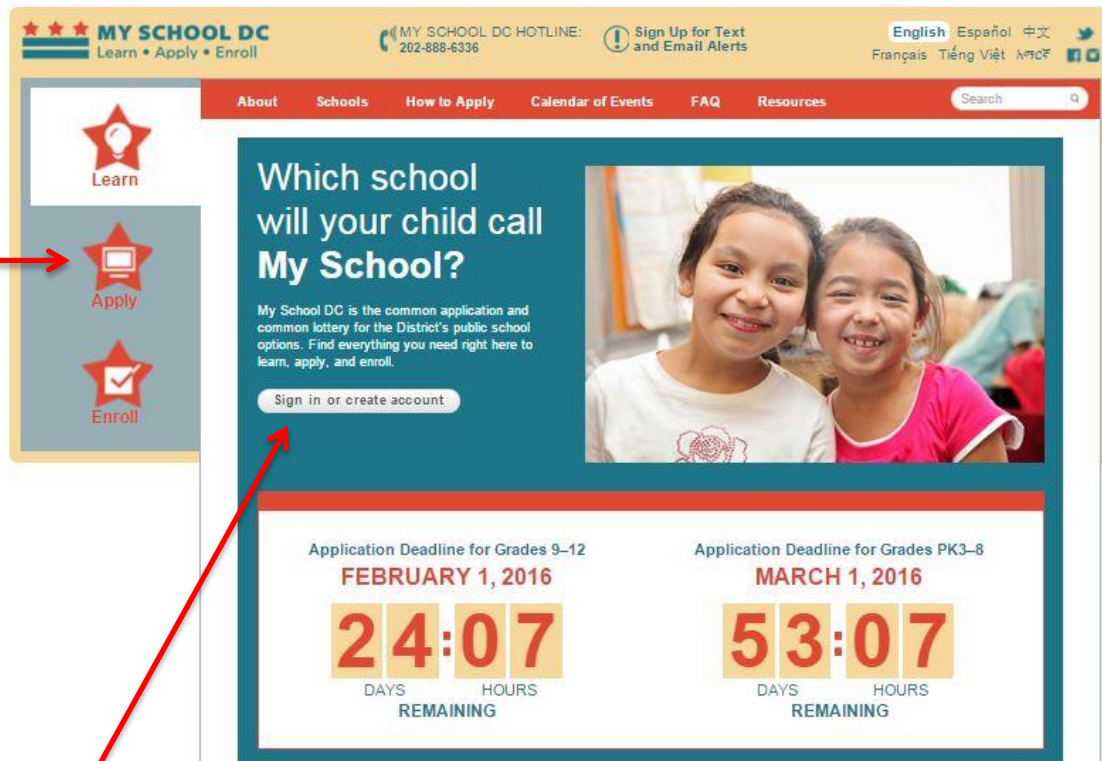 MY SCHOOL DC
Learn • Apply • Enroll
MY SCHOOL DC HOTLINE:
202-888-6336
Sign Up for Text
and Email Alerts
English Español 中文
Français Tiếng Việt አማርኛ
About Schools How to Apply Calendar of Events FAQ Resources Search
Learn
Apply
Enroll
Which school
will your child call
My School?
My School DC is the common application and
common lottery for the District's public school
options. Find everything you need right here to
learn, apply, and enroll.
Sign in or create account
Application Deadline for Grades 9–12
FEBRUARY 1, 2016
24:07
DAYS HOURS
REMAINING
Application Deadline for Grades PK3–8
MARCH 1, 2016
53:07
DAYS HOURS
REMAINING